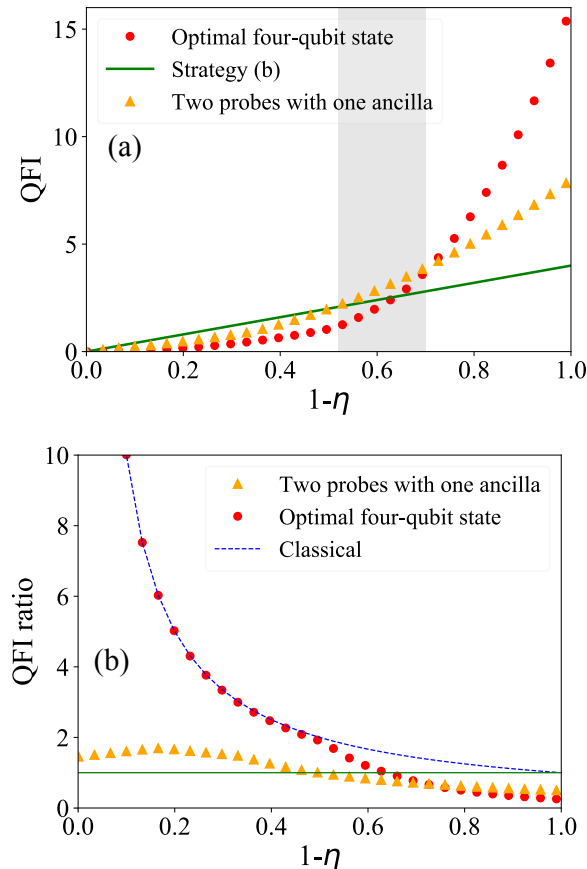 15
10
5
0
QFI
Optimal four-qubit state
Strategy (b)
Two probes with one ancilla
(a)
0.0 0.2 0.4 0.6 0.8 1.0
1-η
10
8
6
4
2
0
QFI ratio
Two probes with one ancilla
Optimal four-qubit state
Classical
(b)
0.0 0.2 0.4 0.6 0.8 1.0
1-η